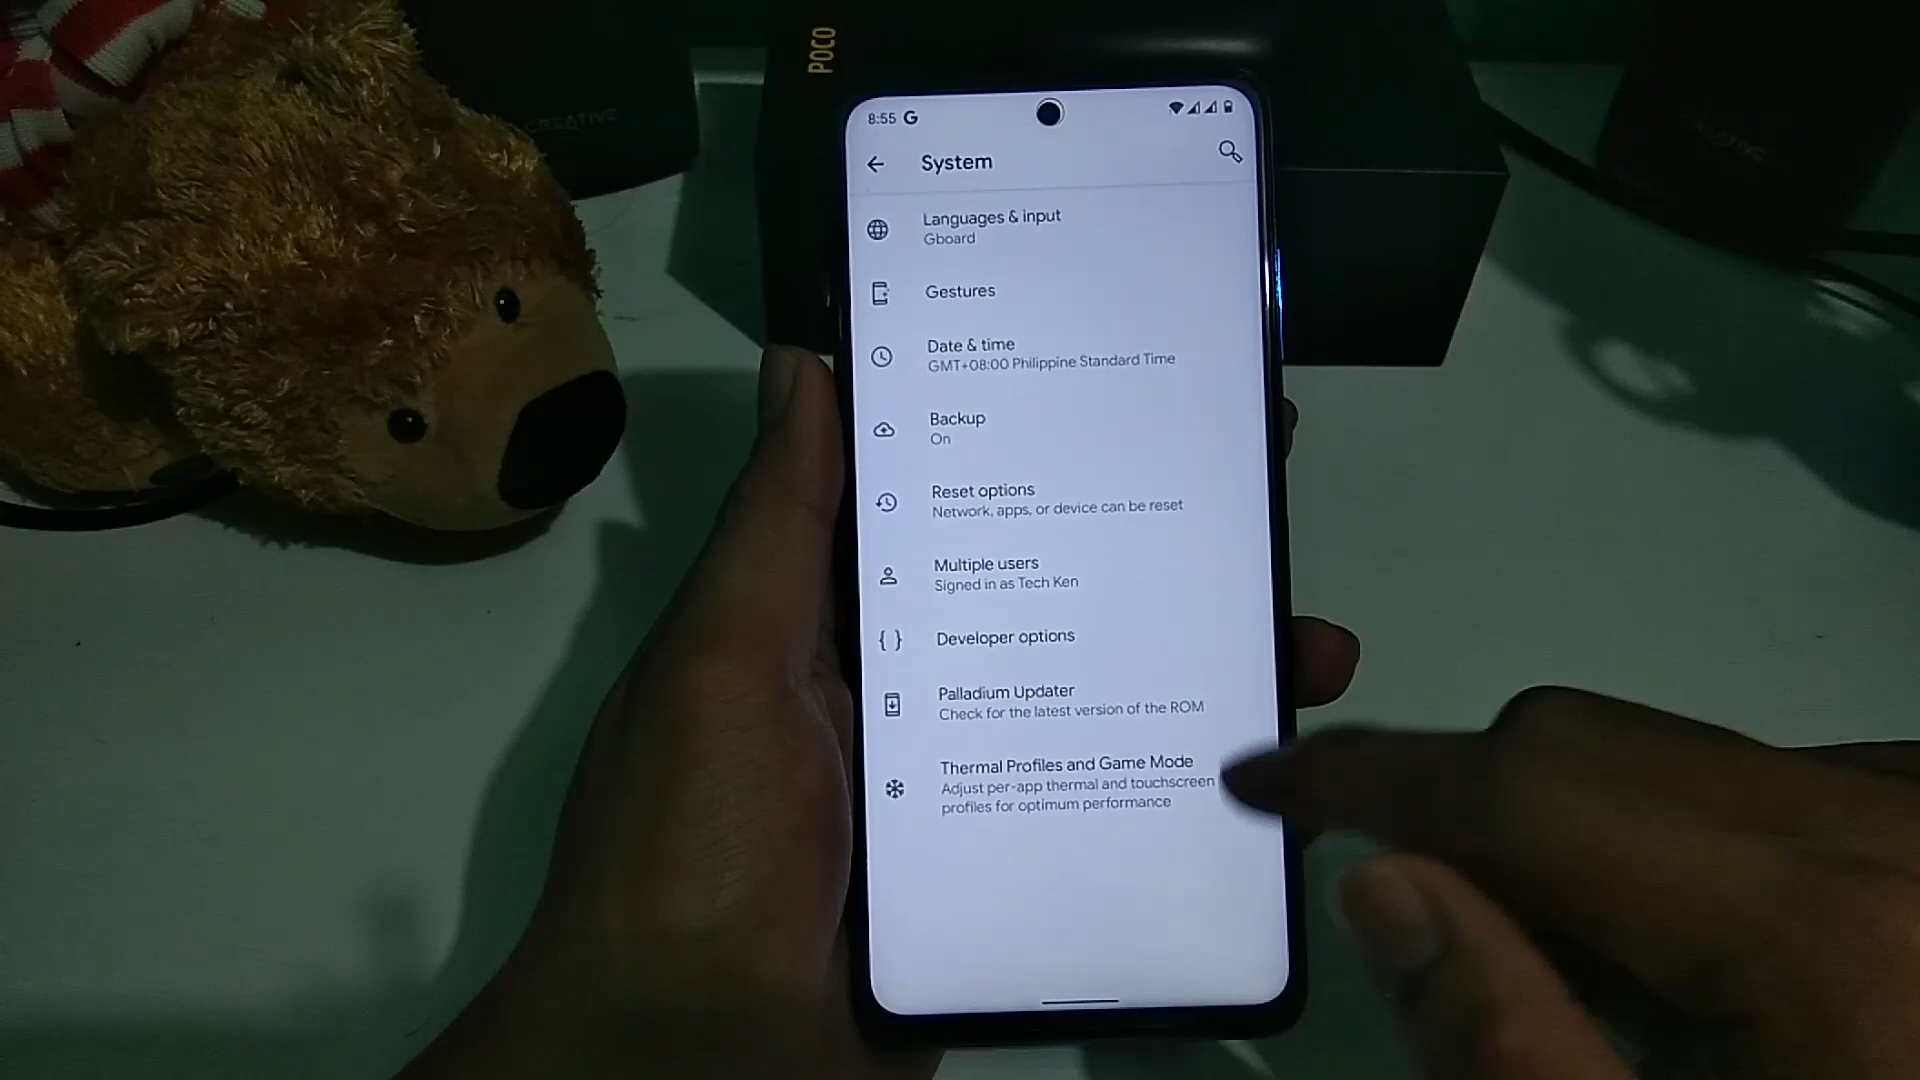 POCO
CREATIVE
8:55 G
System
Languages & input
Gboard
Gestures
Date & time
GMT+08:00 Philippine Standard Time
Backup
On
Reset options
Network, apps, or device can be reset
Multiple users
Signed in as Tech Ken
{ } Developer options
Palladium Updater
Check for the latest version of the ROM
Thermal Profiles and Game Mode
Adjust per-app thermal and touchscreen
profiles for optimum performance